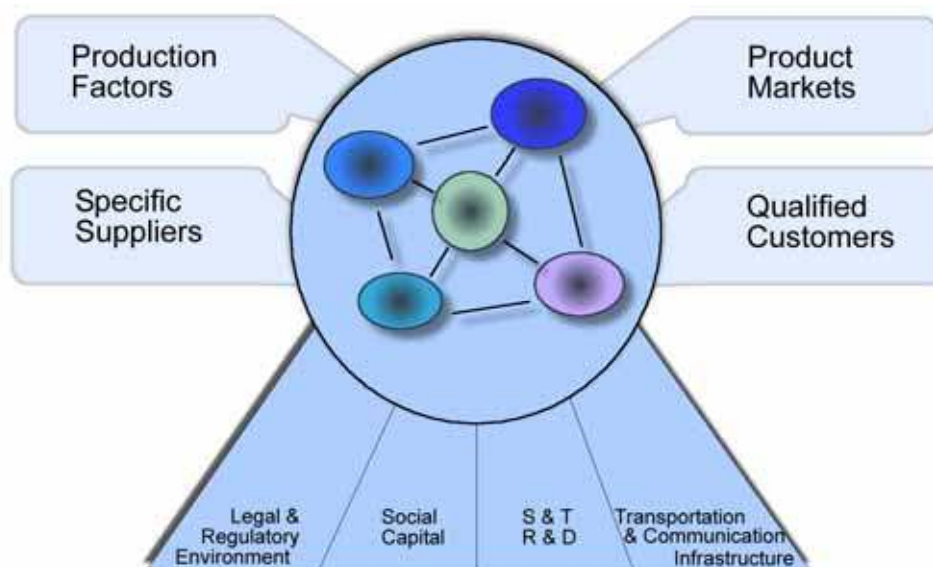 Production
Factors
Product
Markets
Specific
Suppliers
Qualified
Customers
Legal &
Regulatory
Environment
Social
Capital
S & T
R & D
Transportation
& Communication
Infrastructure